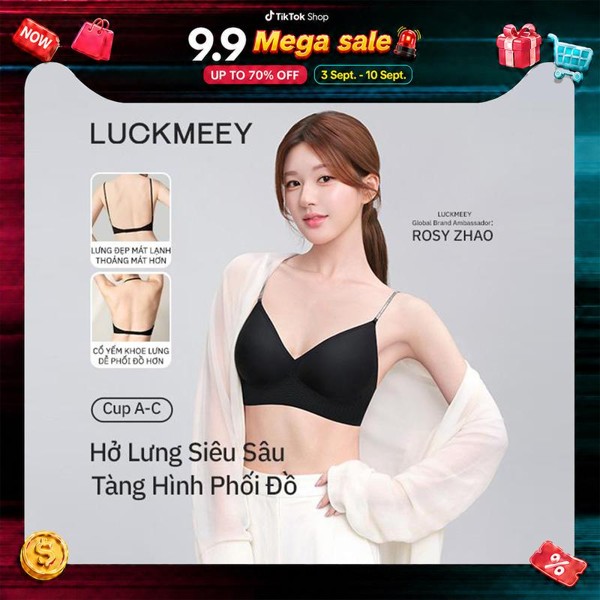 TikTok Shop
NOW
9.9 Mega sale
UP TO 70% OFF
3 Sept. - 10 Sept.
LUCKMEEY
LUCKMEEY
Global Brand Ambassador:
ROSY ZHAO
LƯNG ĐẸP MÁT LẠNH
THOÁNG MÁT HƠN
CỔ YẾM KHOE LƯNG
DỄ PHỐI ĐỒ HƠN
Cup A-C
Hở Lưng Siêu Sâu
Tàng Hình Phối Đồ